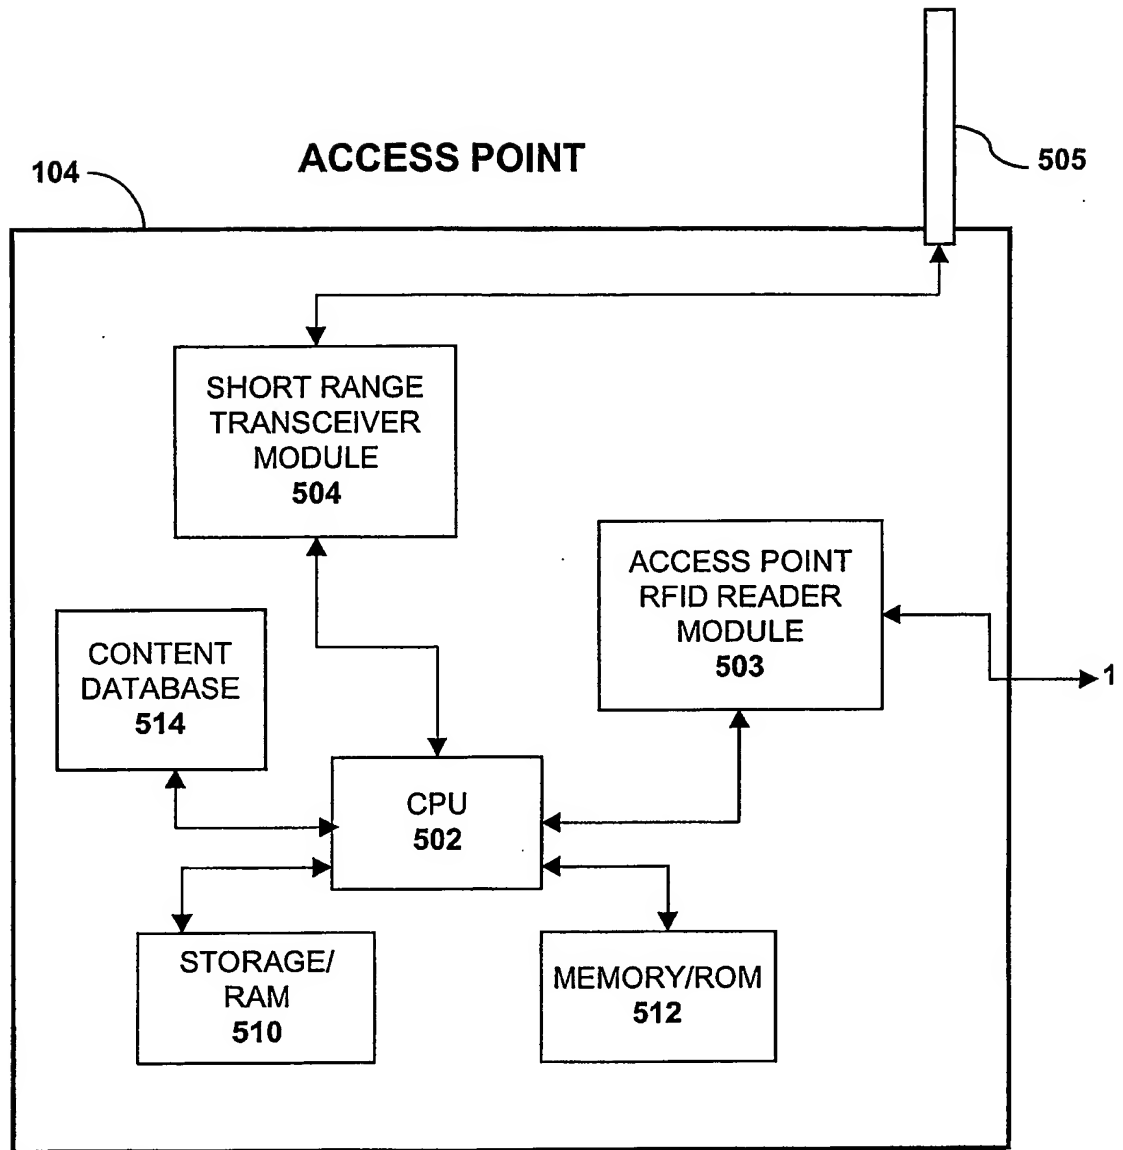 ACCESS POINT
104
505
SHORT RANGE
TRANSCEIVER
MODULE
504
ACCESS POINT
RFID READER
MODULE
503
1
CONTENT
DATABASE
514
CPU
502
STORAGE/
RAM
510
MEMORY/ROM
512